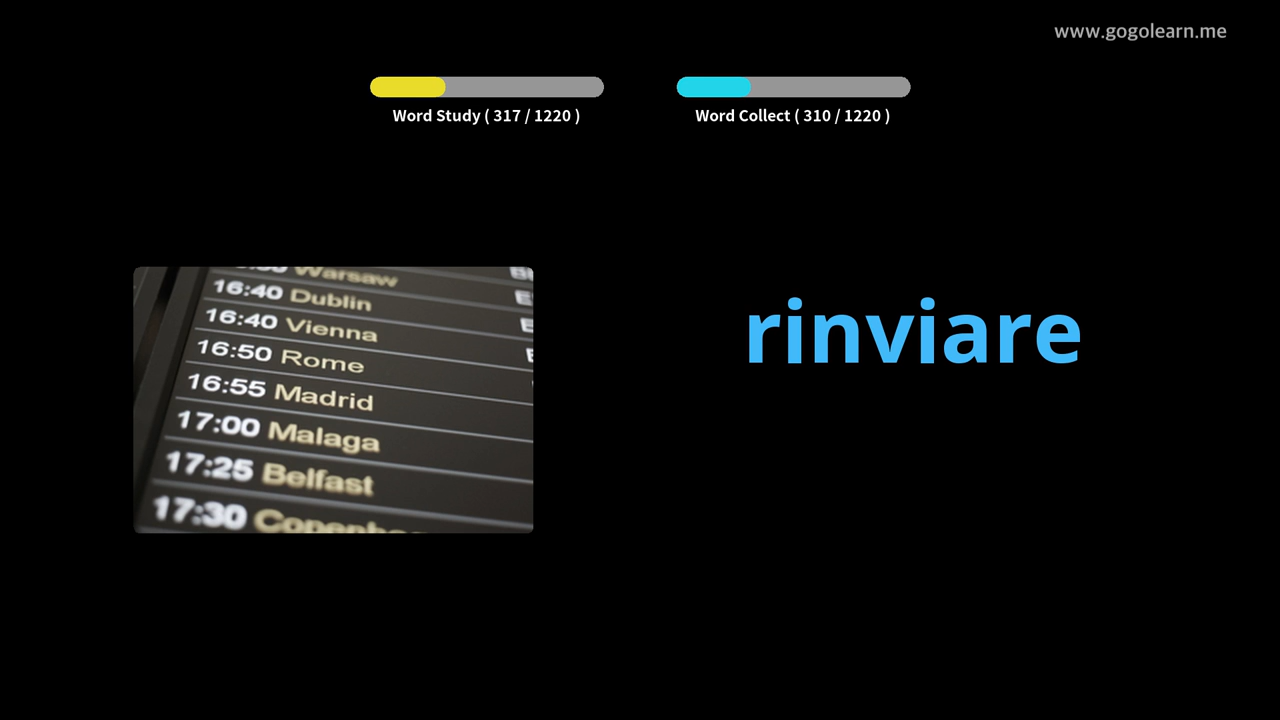 www.gogolearn.me
Word Study ( 317 / 1220 )
Word Collect ( 310 / 1220 )
Warsaw
16:40 Dublin
16:40 Vienna
16:50 Rome
16:55 Madrid
17:00 Malaga
17:25 Belfast
17:30
rinviare